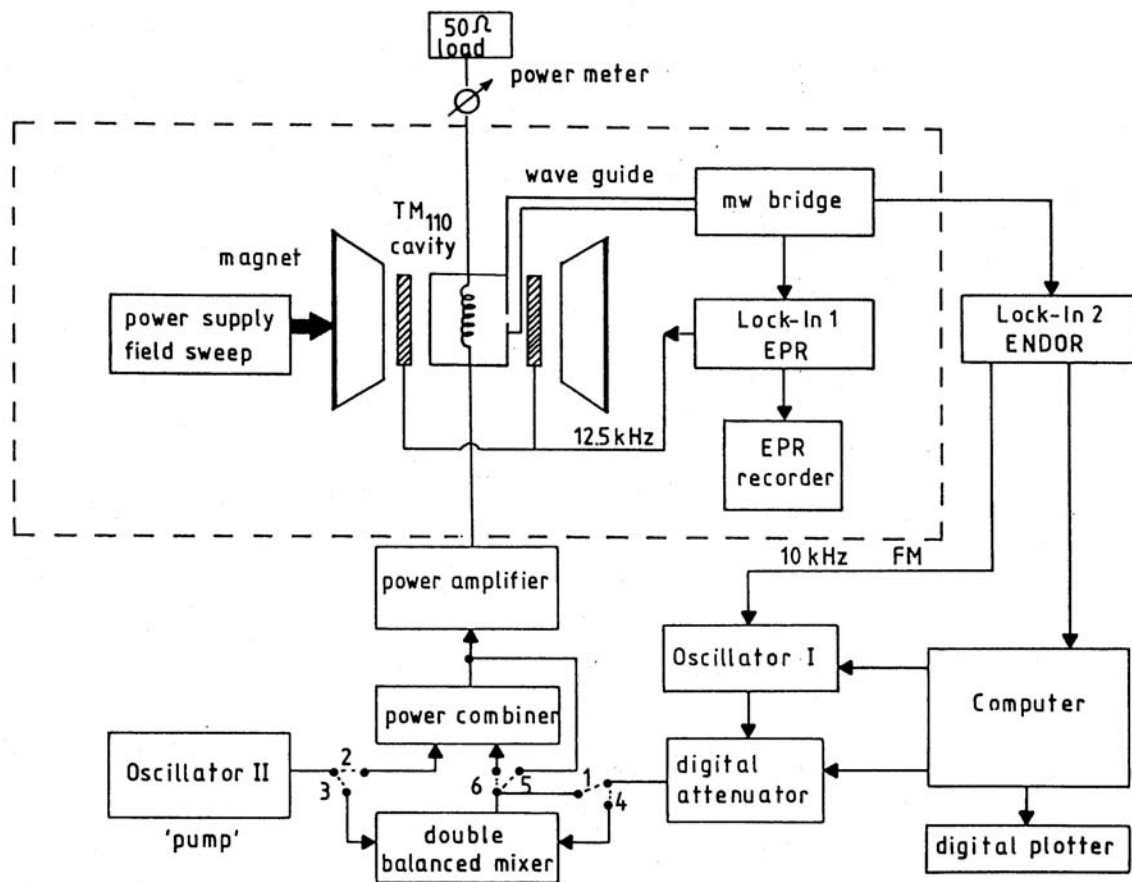 50Ω
load
power meter
wave guide
mw bridge
TM110
cavity
magnet
power supply
field sweep
Lock-In 1
EPR
Lock-In 2
ENDOR
12.5 kHz
EPR
recorder
10 kHz FM
power amplifier
Oscillator I
Computer
power combiner
Oscillator II
2
3
6
5
1
4
digital
attenuator
'pump'
double
balanced mixer
digital plotter